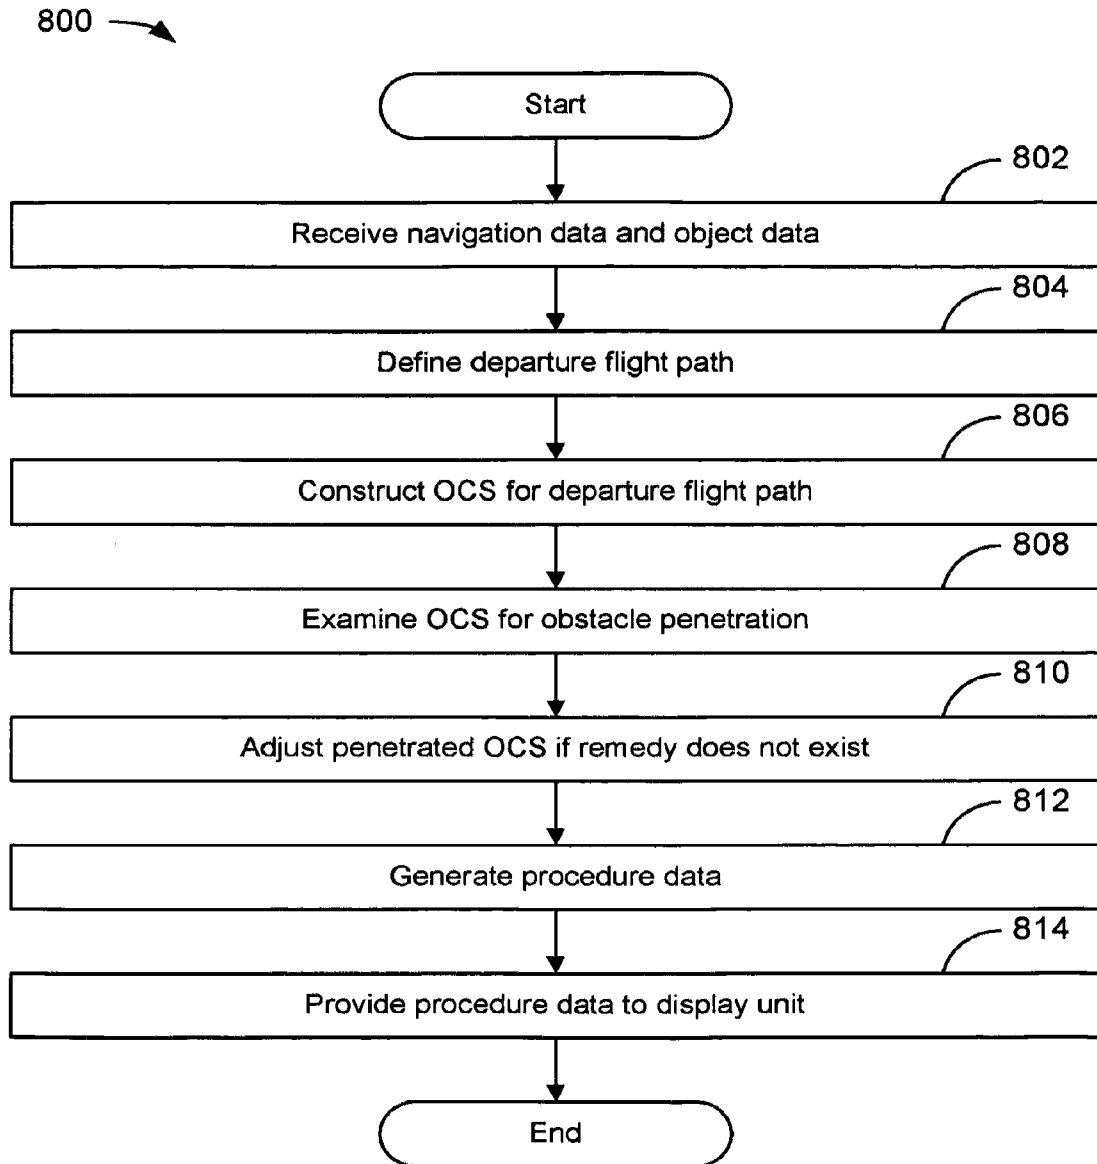 800
Start
802
Receive navigation data and object data
804
Define departure flight path
806
Construct OCS for departure flight path
808
Examine OCS for obstacle penetration
810
Adjust penetrated OCS if remedy does not exist
812
Generate procedure data
814
Provide procedure data to display unit
End